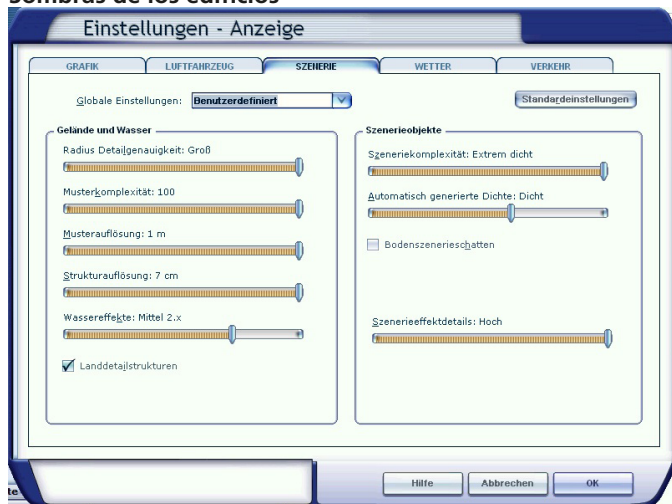 Sombras de los edificios
Einstellungen - Anzeige
GRAFIK LUFTFAHRZEUG SZENERIE WETTER VERKEHR
Globale Einstellungen: Benutzerdefiniert Standardeinstellungen
Gelände und Wasser
Radius Detailgenauigkeit: Groß
Musterkomplexität: 100
Musterauflösung: 1 m
Strukturauflösung: 7 cm
Wassereffekte: Mittel 2.x
Landdetailstrukturen
Szenerieobjekte
Szeneriekomplexität: Extrem dicht
Automatisch generierte Dichte: Dicht
Bodenszenerieschatten
Szenerieeffektdetails: Hoch
Hilfe Abbrechen OK
te